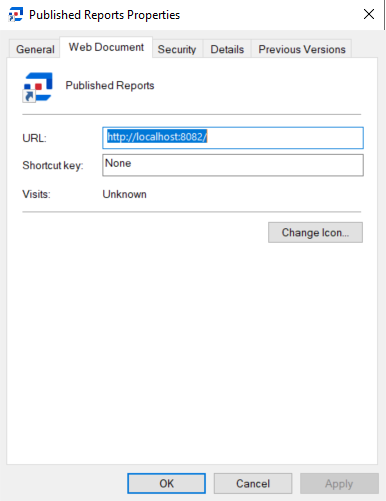 Published Reports Properties
General Web Document Security Details Previous Versions
Published Reports
URL: http://localhost:8082/
Shortcut key: None
Visits: Unknown
Change Icon...
OK Cancel Apply